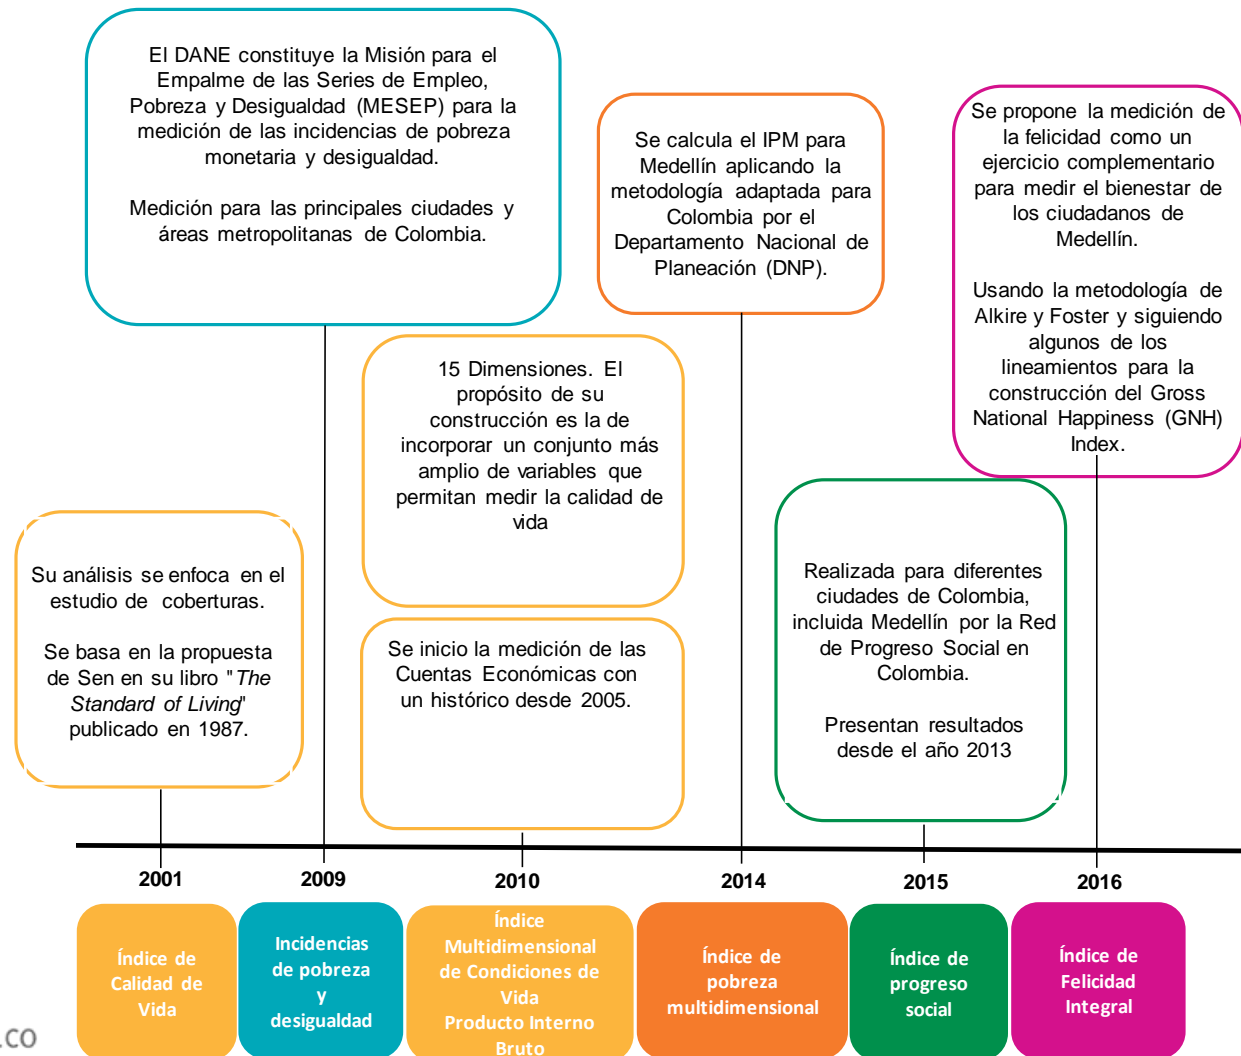 El DANE constituye la Misión para el
Empalme de las Series de Empleo,
Pobreza y Desigualdad (MESEP) para la
medición de las incidencias de pobreza
monetaria y desigualdad.
Medición para las principales ciudades y
áreas metropolitanas de Colombia.
Se calcula el IPM para
Medellín aplicando la
metodología adaptada para
Colombia por el
Departamento Nacional de
Planeación (DNP).
Se propone la medición de
la felicidad como un
ejercicio complementario
para medir el bienestar de
los ciudadanos de
Medellín.
Usando la metodología de
Alkire y Foster y siguiendo
algunos de los
lineamientos para la
construcción del Gross
National Happiness (GNH)
Index.
15 Dimensiones. El
propósito de su
construcción es la de
incorporar un conjunto más
amplio de variables que
permitan medir la calidad de
vida
Su análisis se enfoca en el
estudio de coberturas.
Se basa en la propuesta
de Sen en su libro "The
Standard of Living"
publicado en 1987.
Se inicio la medición de las
Cuentas Económicas con
un histórico desde 2005.
Realizada para diferentes
ciudades de Colombia,
incluida Medellín por la Red
de Progreso Social en
Colombia.
Presentan resultados
desde el año 2013
2001
2009
2010
2014
2015
2016
Índice de
Calidad de
Vida
Incidencias
de pobreza
y
desigualdad
Índice
Multidimensional
de Condiciones de
Vida
Producto Interno
Bruto
Índice de
pobreza
multidimensional
Índice de
progreso
social
Índice de
Felicidad
Integral
.co